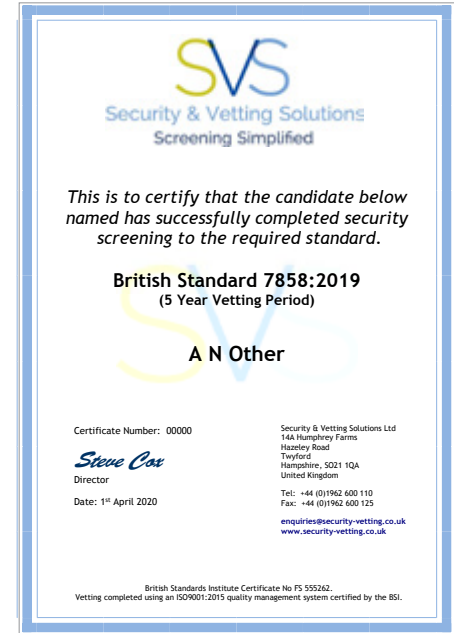 SVS
Security & Vetting Solutions
Screening Simplified
This is to certify that the candidate below
named has successfully completed security
screening to the required standard.
British Standard 7858:2019
(5 Year Vetting Period)
SVS
A N Other
Certificate Number: 00000
Steve Cox
Director
Date: 1st April 2020
Security & Vetting Solutions Ltd
14A Humphrey Farms
Hazeley Road
Twyford
Hampshire, SO21 1QA
United Kingdom
Tel: +44 (0)1962 600 110
Fax: +44 (0)1962 600 125
enquiries@security-vetting.co.uk
www.security-vetting.co.uk
British Standards Institute Certificate No FS 555262.
Vetting completed using an ISO9001:2015 quality management system certified by the BSI.